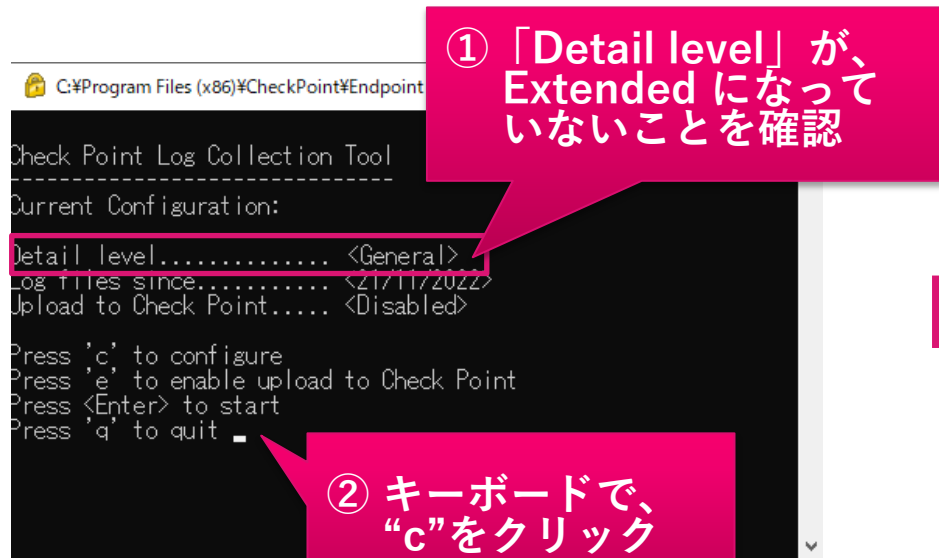 ① 「Detail level」が、
Extended になって
いないことを確認
C:¥Program Files (x86)¥CheckPoint¥Endpoint
Check Point Log Collection Tool
-------------------------------
Current Configuration:
Detail level.............. <General>
Log files since........... <21/11/2022>
Upload to Check Point..... <Disabled>
Press 'c' to configure
Press 'e' to enable upload to Check Point
Press <Enter> to start
Press 'q' to quit
② キーボードで、
“c”をクリック